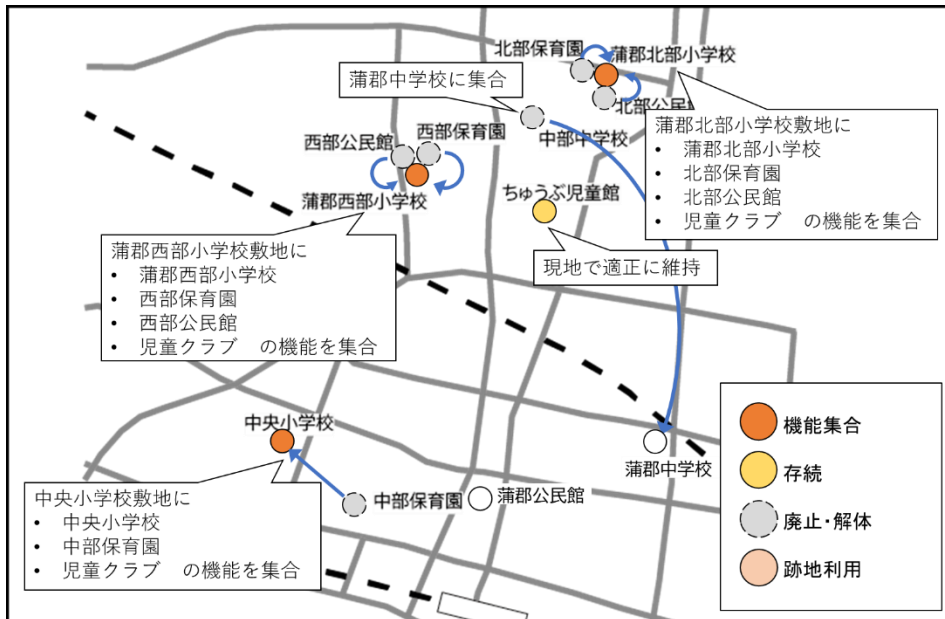 北部保育園
蒲郡北部小学校
蒲郡中学校に集合
北部公民館
中部中学校
西部公民館
西部保育園
蒲郡西部小学校
ちゅうぶ児童館
蒲郡北部小学校敷地に
• 蒲郡北部小学校
• 北部保育園
• 北部公民館
• 児童クラブ の機能を集合
現地で適正に維持
蒲郡西部小学校敷地に
• 蒲郡西部小学校
• 西部保育園
• 西部公民館
• 児童クラブ の機能を集合
中央小学校
蒲郡中学校
中部保育園
蒲郡公民館
中央小学校敷地に
• 中央小学校
• 中部保育園
• 児童クラブ の機能を集合
機能集合
存続
廃止・解体
跡地利用